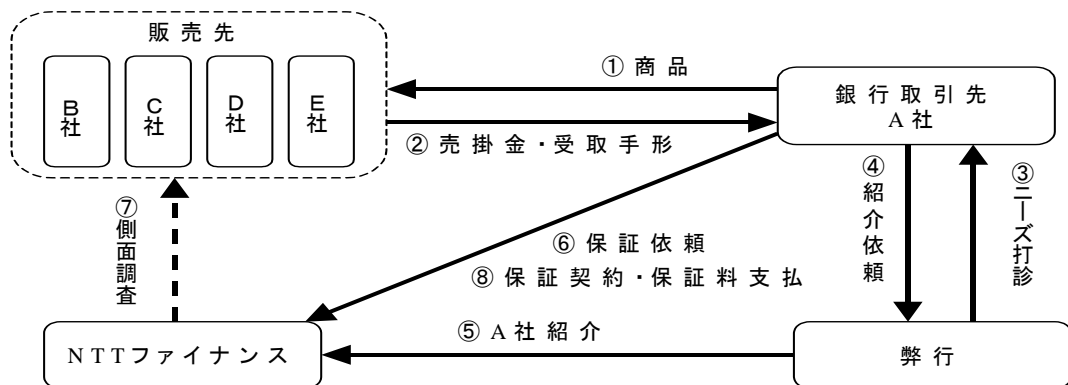 販売先
B社
C社
D社
E社
①商品
銀行取引先
A社
②売掛金・受取手形
③ニーズ打診
④紹介依頼
⑦側面調査
⑥保証依頼
⑧保証契約・保証料支払
⑤A社紹介
NTTファイナンス
弊行